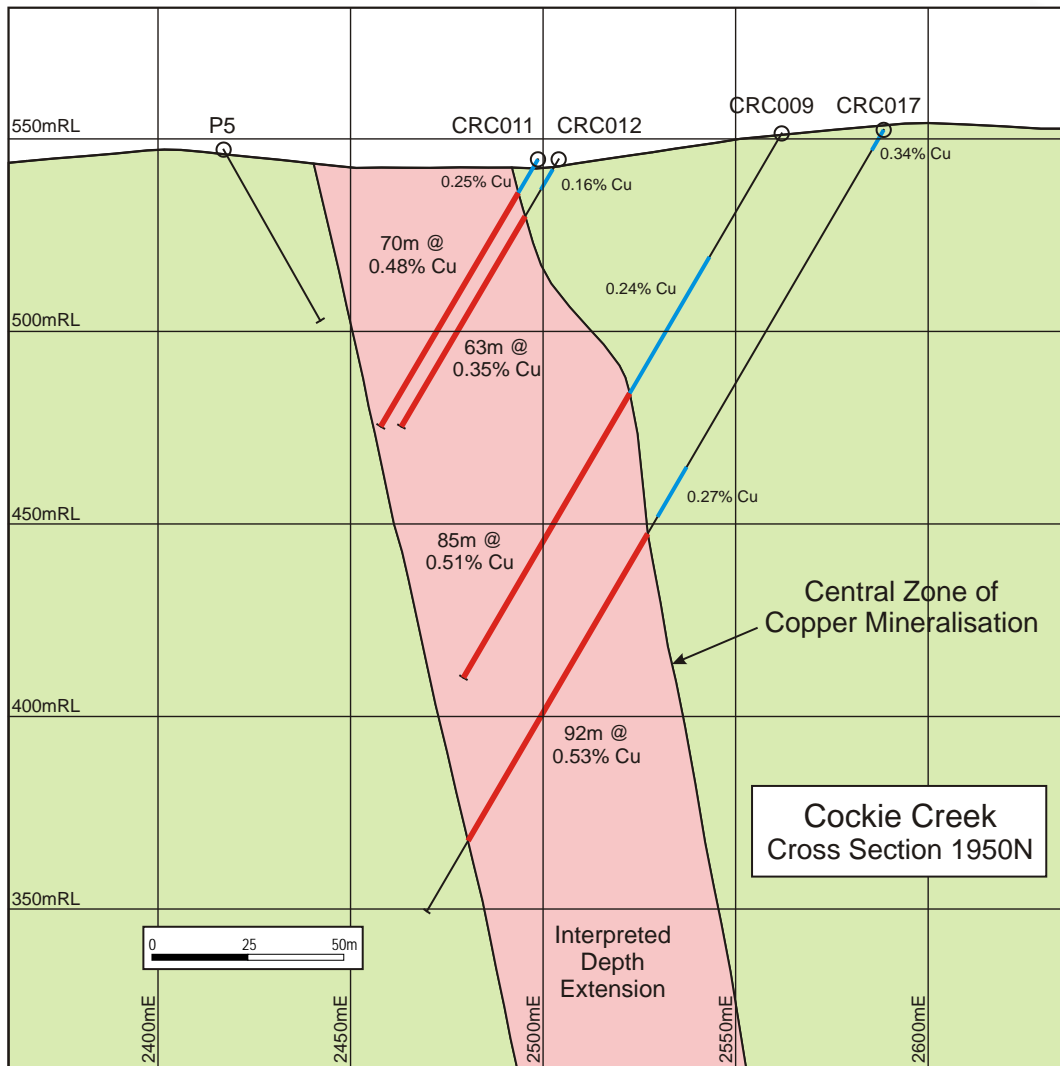 P5
CRC011
CRC012
CRC009
CRC017
550mRL
0.25% Cu
0.16% Cu
0.34% Cu
70m @
0.48% Cu
0.24% Cu
500mRL
63m @
0.35% Cu
0.27% Cu
450mRL
85m @
0.51% Cu
Central Zone of
Copper Mineralisation
400mRL
92m @
0.53% Cu
Cockie Creek
Cross Section 1950N
350mRL
0 25 50m
Interpreted
Depth
Extension
2400mE
2450mE
2500mE
2550mE
2600mE